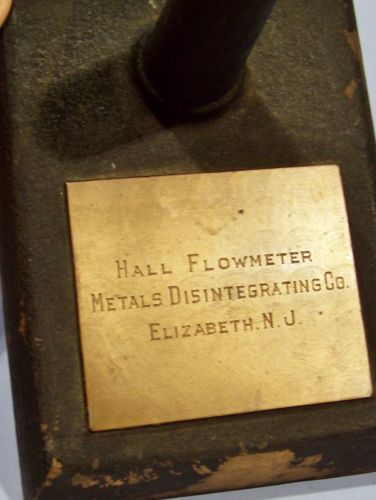 HALL FLOWMETER
METALS DISINTEGRATING CO.
ELIZABETH. N. J.